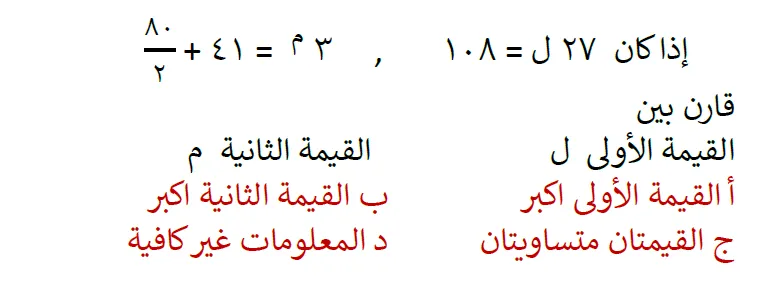 إذا كان ٢٧ ل = ١٠٨ , ٣ م = ٤١ + ٨٠/٢
قارن بين
القيمة الأولى ل القيمة الثانية م
أ القيمة الأولى اكبر ب القيمة الثانية اكبر
ج القيمتان متساويتان د المعلومات غير كافية